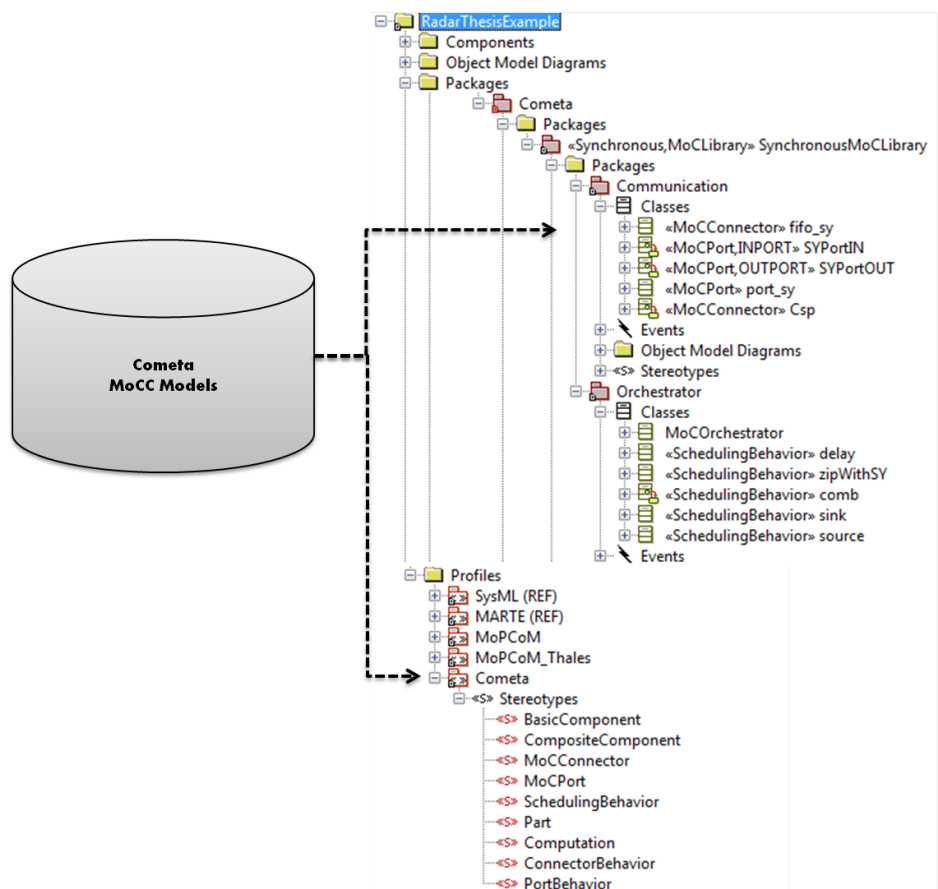 RadarThesisExample
Components
Object Model Diagrams
Packages
Cometa
Packages
«Synchronous,MoCLibrary» SynchronousMoCLibrary
Packages
Communication
Classes
«MoCConnector» fifo_sy
«MoCPort,INPORT» SYPortIN
«MoCPort,OUTPORT» SYPortOUT
«MoCPort» port_sy
«MoCConnector» Csp
Events
Object Model Diagrams
«S» Stereotypes
Orchestrator
Classes
MoCOrchestrator
«SchedulingBehavior» delay
«SchedulingBehavior» zipWithSY
«SchedulingBehavior» comb
«SchedulingBehavior» sink
«SchedulingBehavior» source
Events
Cometa
MoCC Models
Profiles
SysML (REF)
MARTE (REF)
MoPCoM
MoPCoM_Thales
Cometa
«S» Stereotypes
«S» BasicComponent
«S» CompositeComponent
«S» MoCConnector
«S» MoCPort
«S» SchedulingBehavior
«S» Part
«S» Computation
«S» ConnectorBehavior
«S» PortBehavior